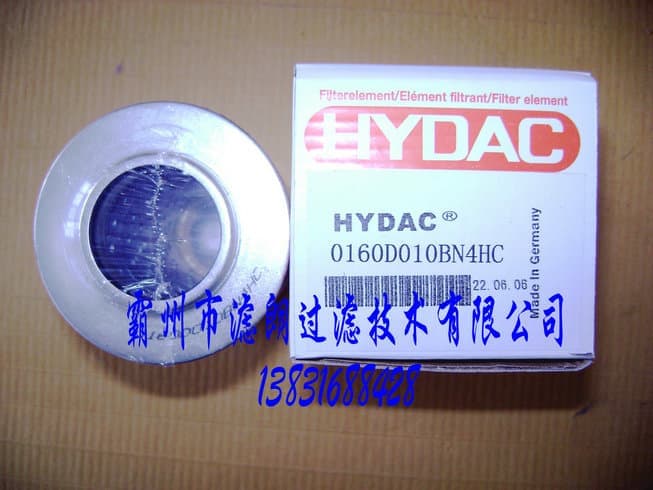 Filterelement/Elément filtrant/Filter element
HYDAC
HYDAC®
0160D010BN4HC
22.06.06
Made In Germany
霸州市滤朗过滤技术有限公司
13831688428